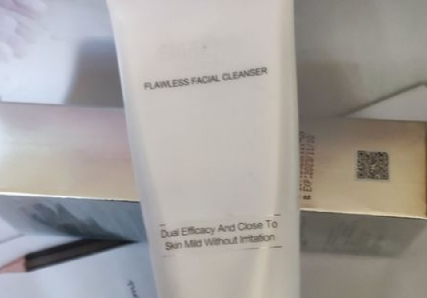 FLAWLESS FACIAL CLEANSER
Dual Efficacy And Close To
Skin Mild Without Irritation